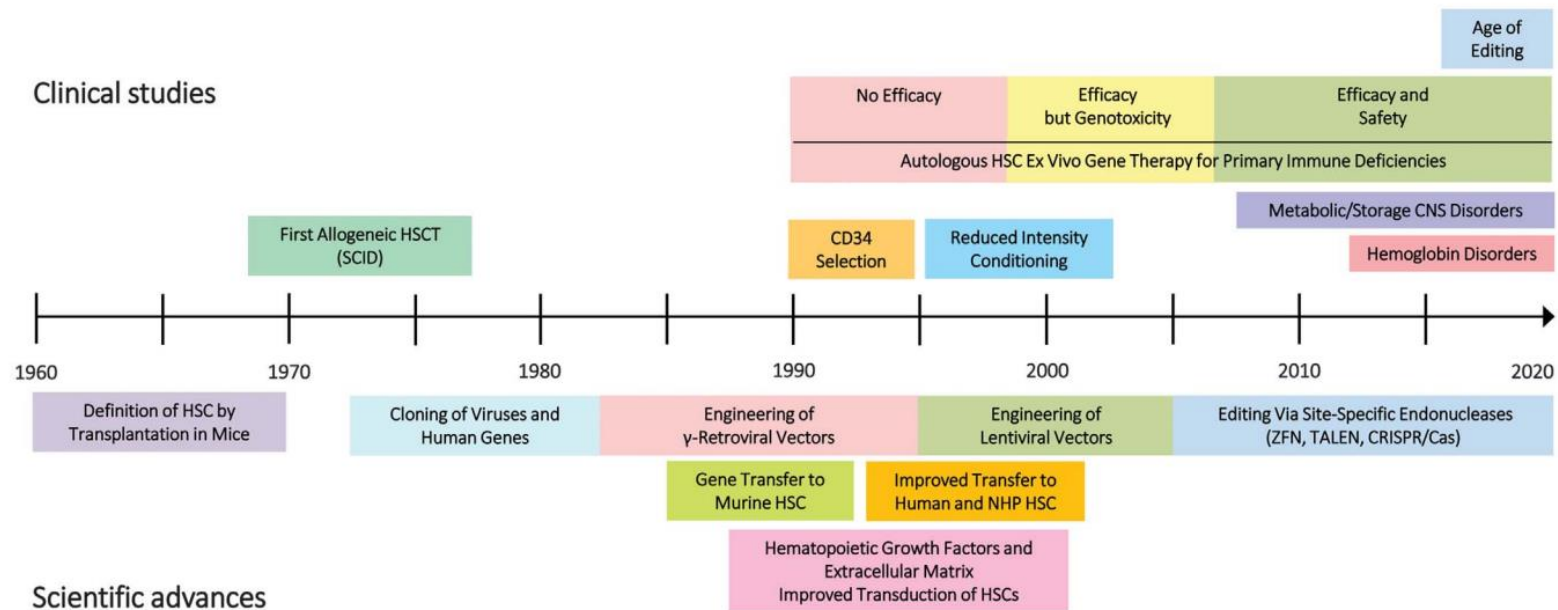 Clinical studies
Age of
Editing
No Efficacy
Efficacy
but Genotoxicity
Efficacy and
Safety
Autologous HSC Ex Vivo Gene Therapy for Primary Immune Deficiencies
Metabolic/Storage CNS Disorders
First Allogeneic HSCT
(SCID)
CD34
Selection
Reduced Intensity
Conditioning
Hemoglobin Disorders
1960
1970
1980
1990
2000
2010
2020
Definition of HSC by
Transplantation in Mice
Cloning of Viruses and
Human Genes
Engineering of
γ-Retroviral Vectors
Engineering of
Lentiviral Vectors
Editing Via Site-Specific Endonucleases
(ZFN, TALEN, CRISPR/Cas)
Gene Transfer to
Murine HSC
Improved Transfer to
Human and NHP HSC
Hematopoietic Growth Factors and
Extracellular Matrix
Improved Transduction of HSCs
Scientific advances